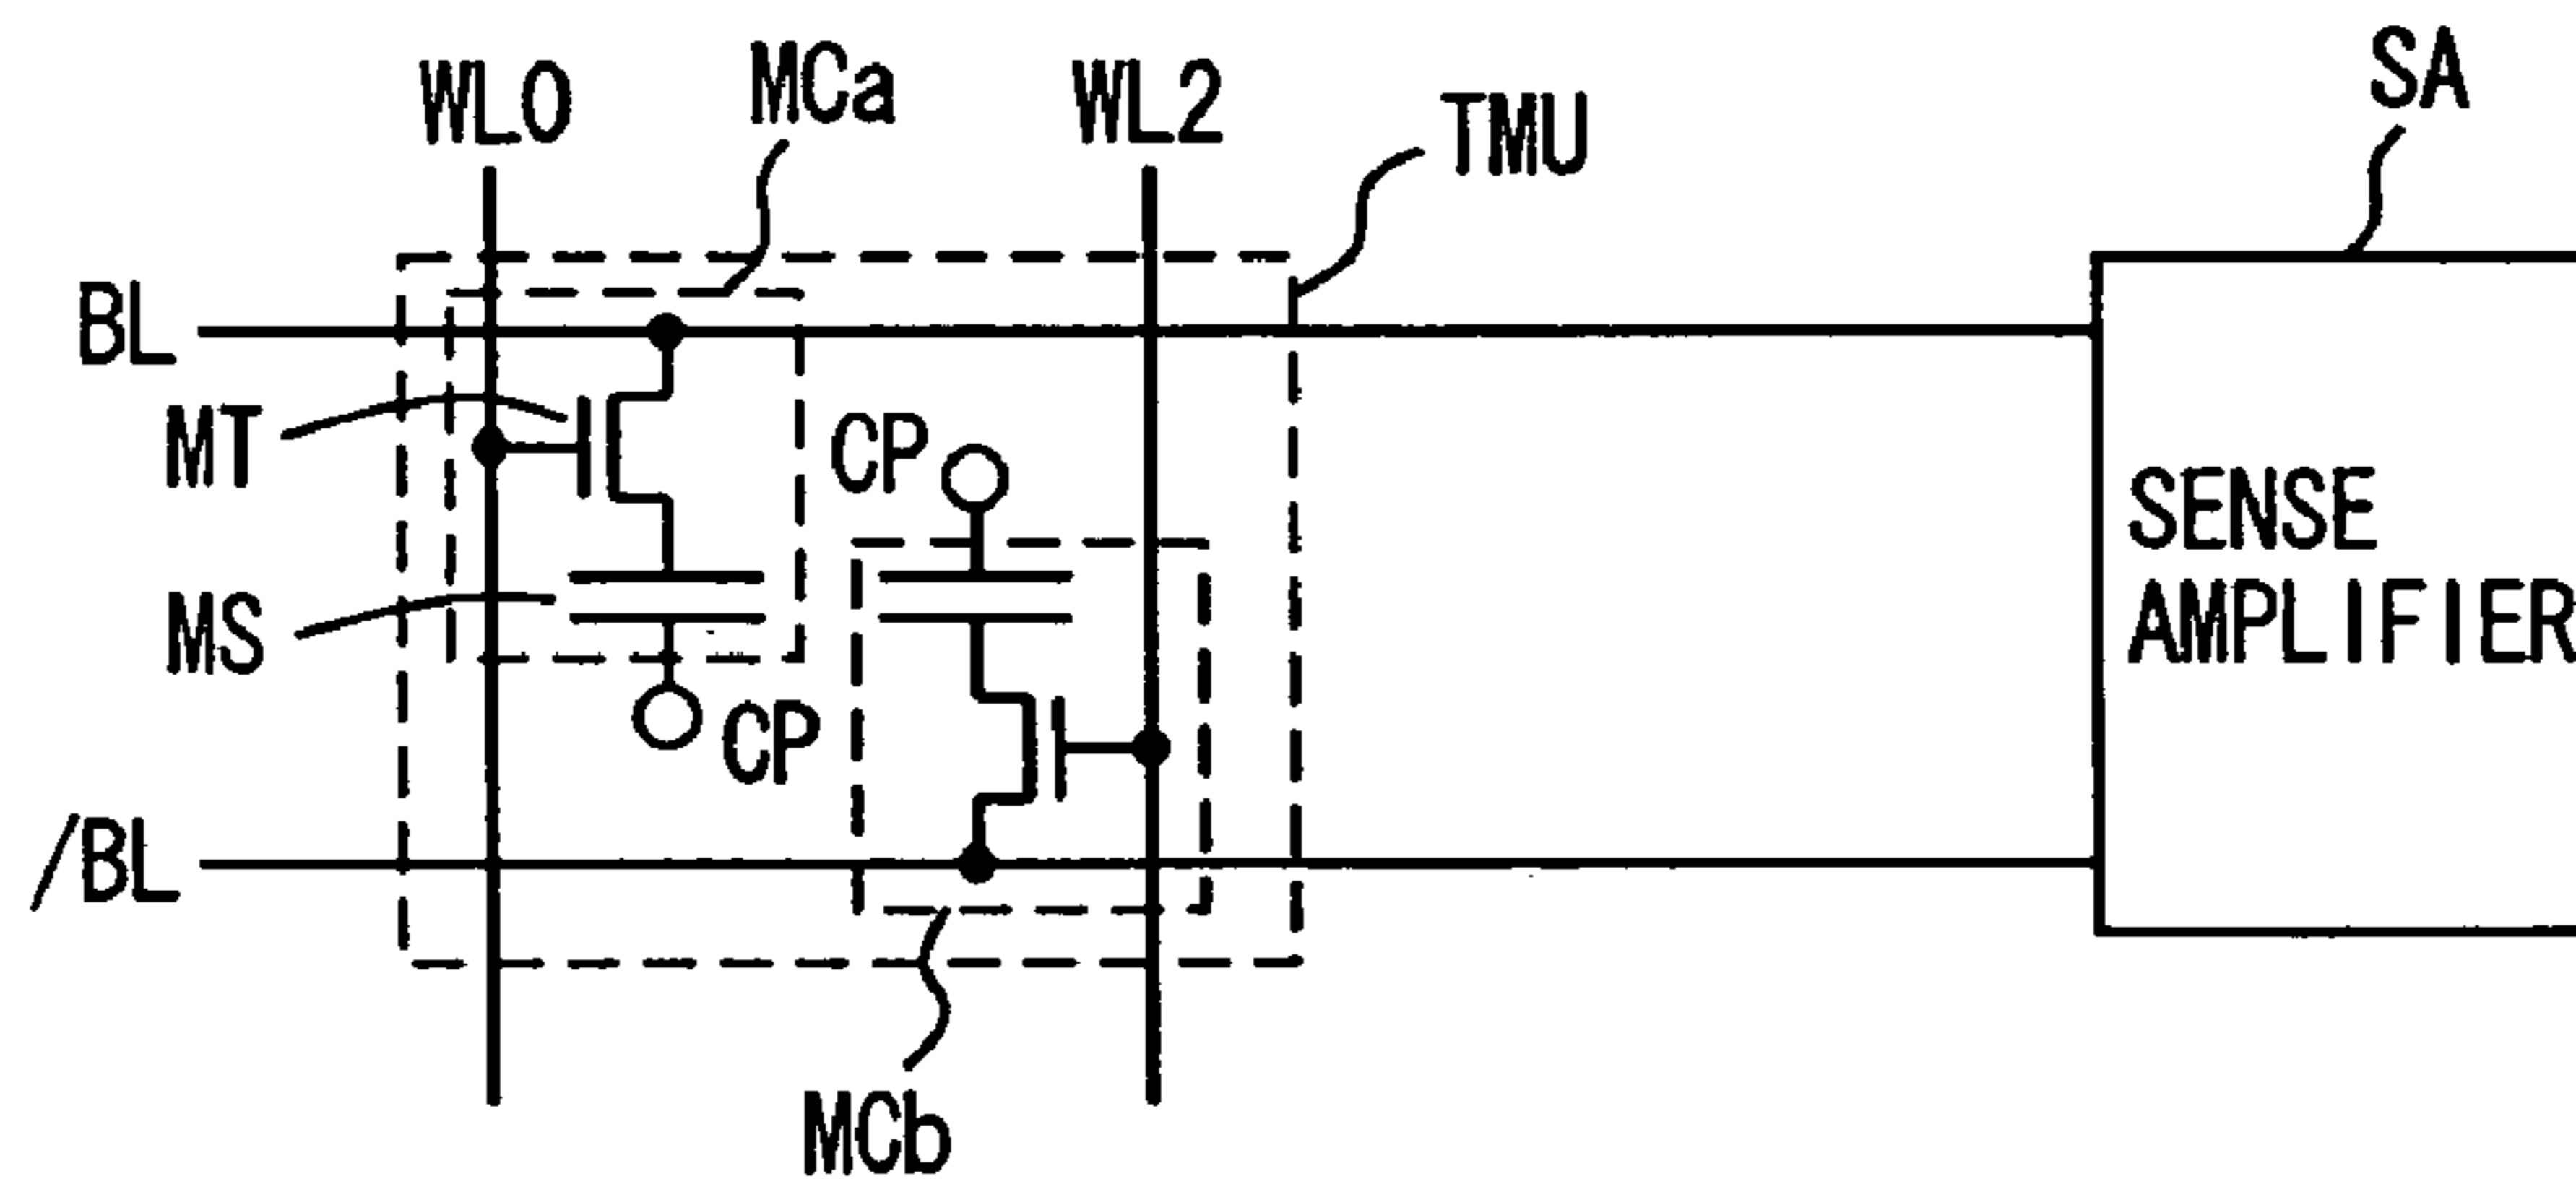 WL0
MCa
WL2
TMU
SA
BL
MT
CP
MS
CP
/BL
MCb
SENSE
AMPLIFIER